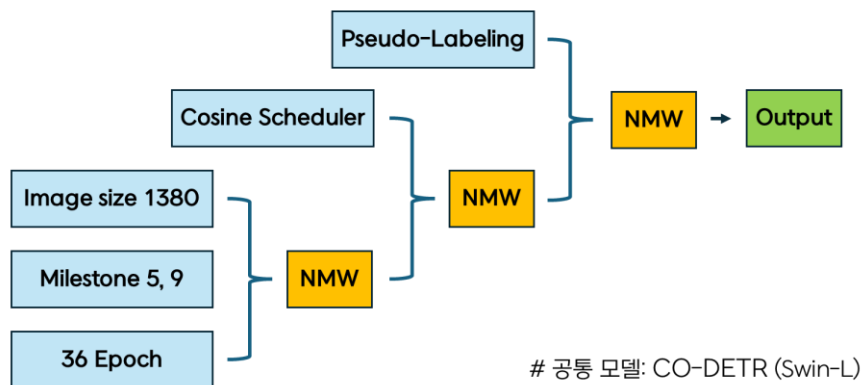 Pseudo-Labeling
Cosine Scheduler
NMW
Output
Image size 1380
NMW
Milestone 5, 9
NMW
36 Epoch
# 공통 모델: CO-DETR (Swin-L)